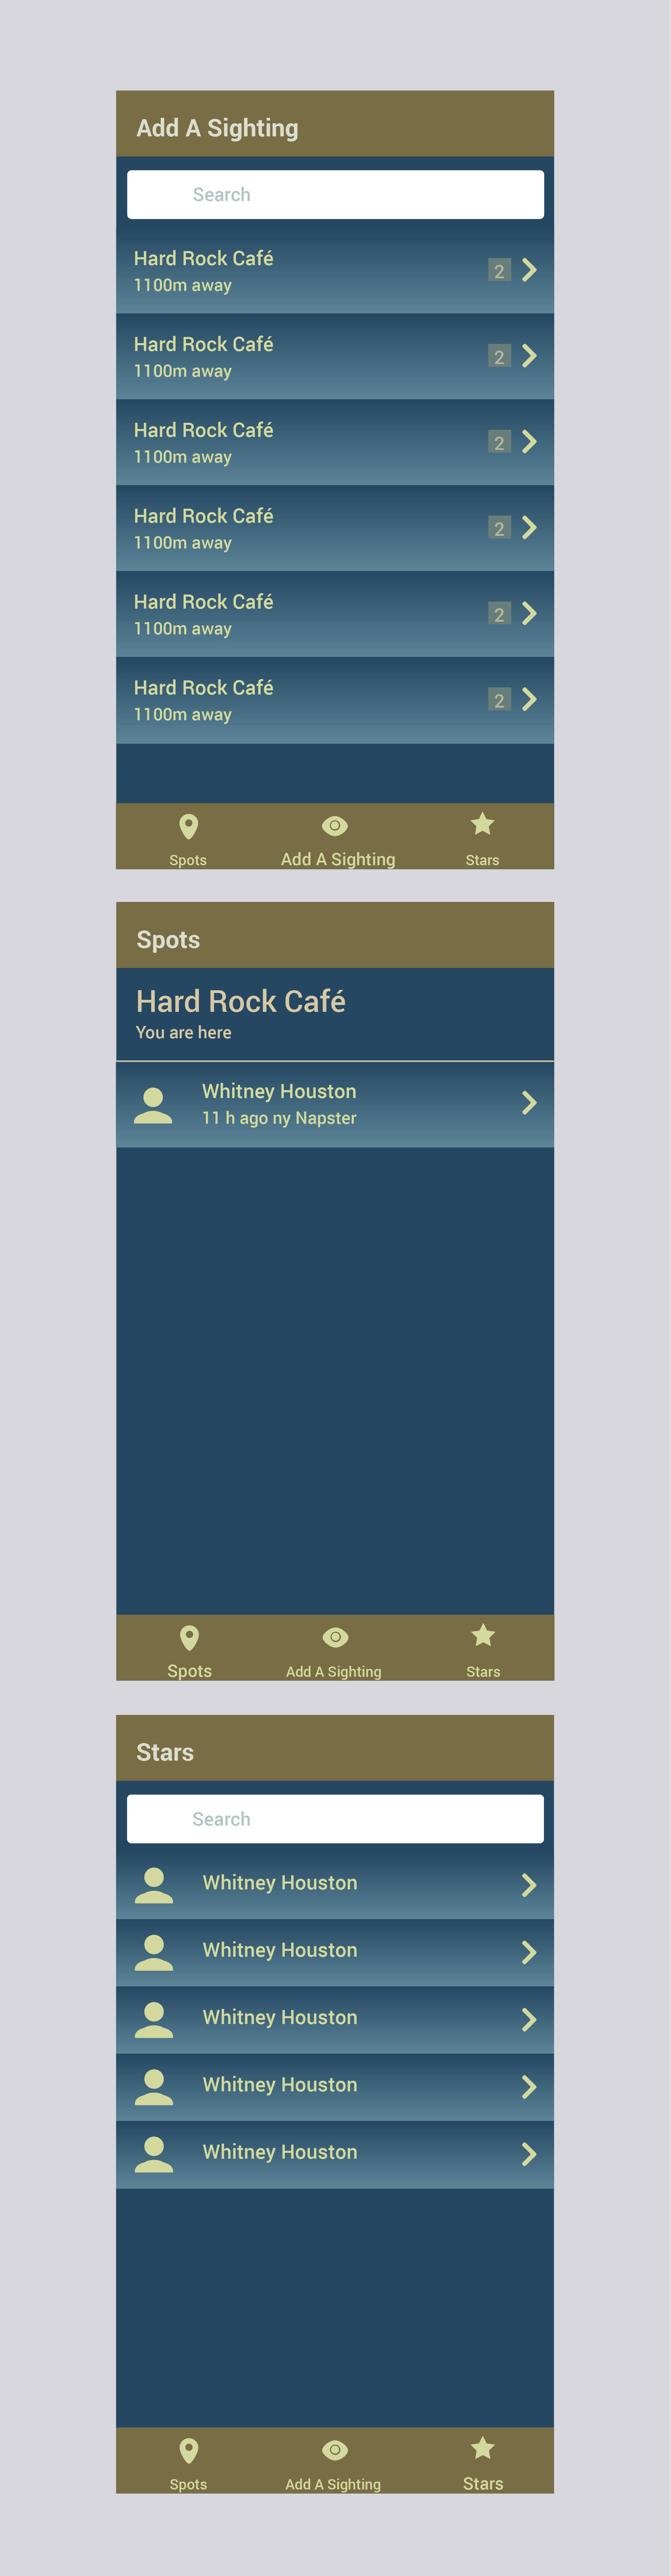 Add A Sighting
Search
Hard Rock Café
1100m away
2
Hard Rock Café
1100m away
2
Hard Rock Café
1100m away
2
Hard Rock Café
1100m away
2
Hard Rock Café
1100m away
2
Hard Rock Café
1100m away
2
Spots
Add A Sighting
Stars
Spots
Hard Rock Café
You are here
Whitney Houston
11 h ago ny Napster
Spots
Add A Sighting
Stars
Stars
Search
Whitney Houston
Whitney Houston
Whitney Houston
Whitney Houston
Whitney Houston
Spots
Add A Sighting
Stars